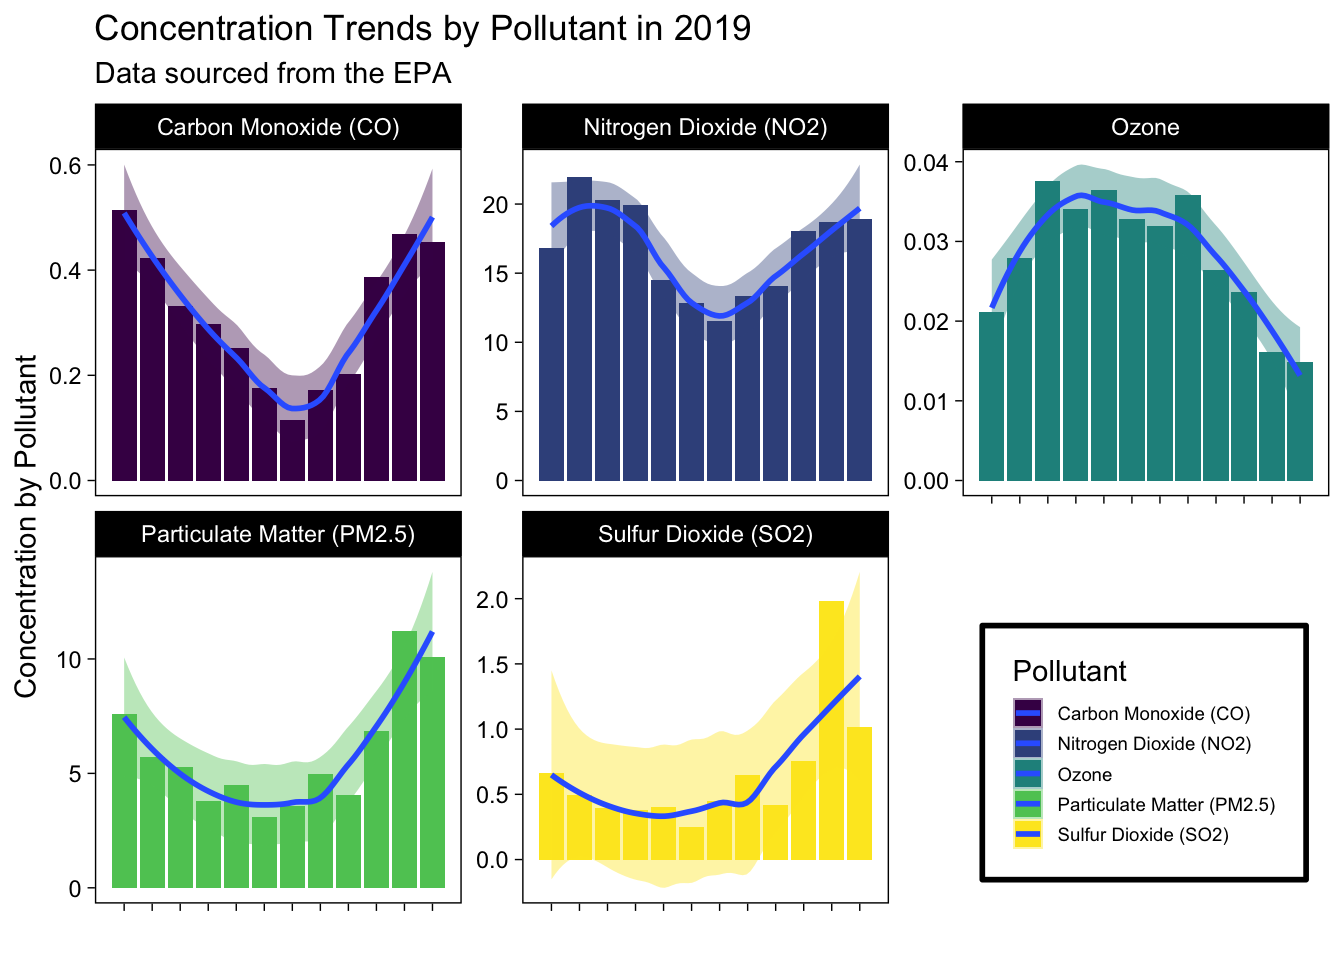 Concentration Trends by Pollutant in 2019
Data sourced from the EPA
Concentration by Pollutant
Carbon Monoxide (CO)
0.6
0.4
0.2
0.0
Nitrogen Dioxide (NO2)
20
15
10
5
0
Ozone
0.04
0.03
0.02
0.01
0.00
Particulate Matter (PM2.5)
10
5
0
Sulfur Dioxide (SO2)
2.0
1.5
1.0
0.5
0.0
Pollutant
Carbon Monoxide (CO)
Nitrogen Dioxide (NO2)
Ozone
Particulate Matter (PM2.5)
Sulfur Dioxide (SO2)